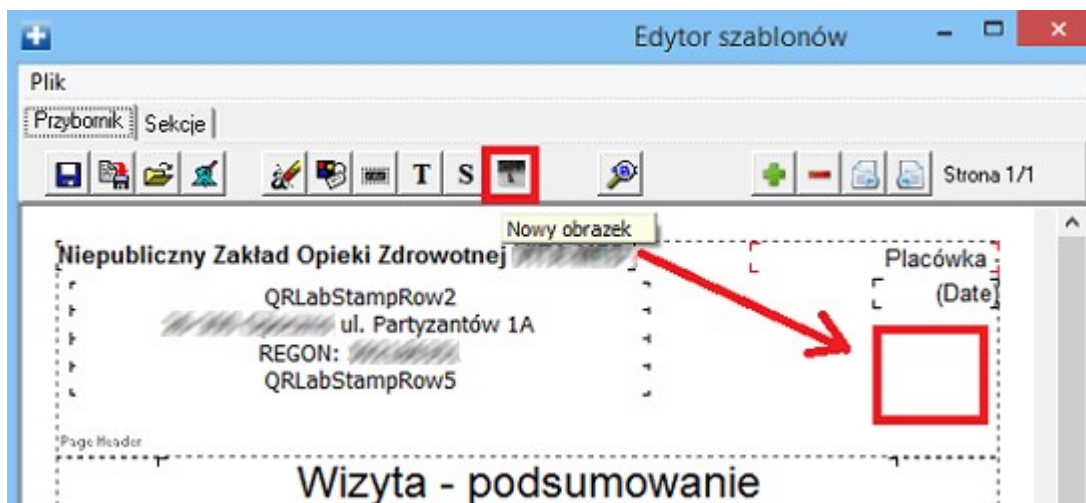 Edytor szablonów
Plik
Przybornik Sekcje
T S T Strona 1/1
Nowy obrazek
Niepubliczny Zakład Opieki Zdrowotnej
Placówka
QRLabStampRow2
(Date)
ul. Partyzantów 1A
REGON:
QRLabStampRow5
Page Header
Wizyta - podsumowanie